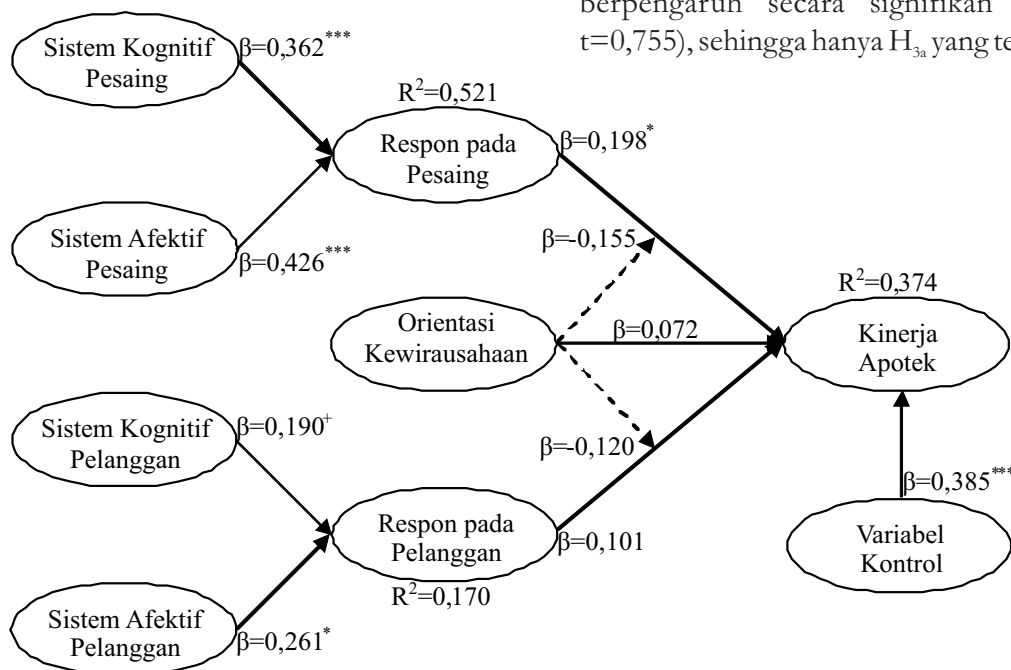 berpengaruh secara signifikan
t=0,755), sehingga hanya H₃ₐ yang te
Sistem Kognitif
Pesaing
β=0,362***
R²=0,521
Respon pada
Pesaing
β=0,198*
Sistem Afektif
Pesaing
β=0,426***
β=-0,155
R²=0,374
Orientasi
Kewirausahaan
β=0,072
Kinerja
Apotek
Sistem Kognitif
Pelanggan
β=0,190⁺
β=-0,120
β=0,385***
Respon pada
Pelanggan
β=0,101
Variabel
Kontrol
R²=0,170
Sistem Afektif
Pelanggan
β=0,261*